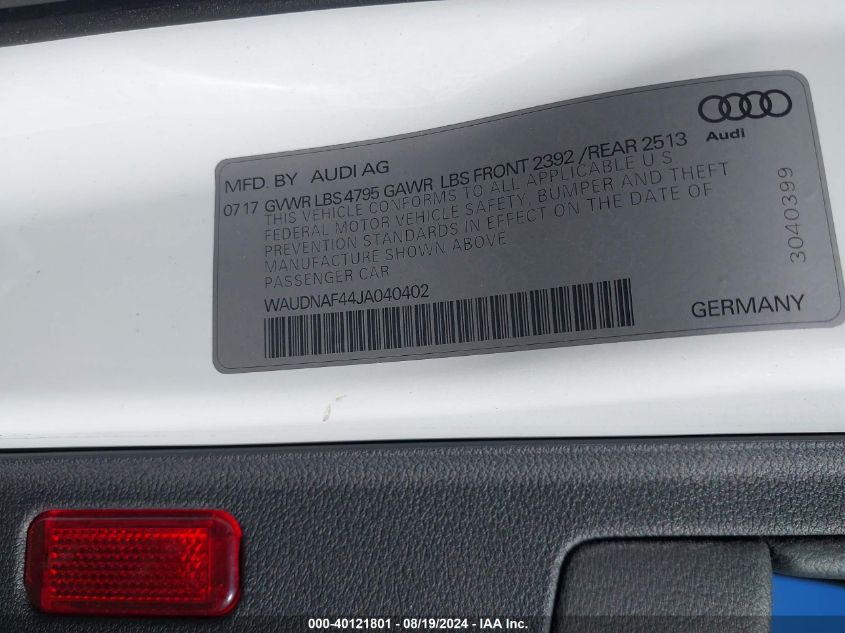 Audi
MFD. BY AUDI AG
07 17 GVWR LBS 4795 GAWR LBS FRONT 2392 / REAR 2513
THIS VEHICLE CONFORMS TO ALL APPLICABLE U S
FEDERAL MOTOR VEHICLE SAFETY, BUMPER AND THEFT
PREVENTION STANDARDS IN EFFECT ON THE DATE OF
MANUFACTURE SHOWN ABOVE
PASSENGER CAR
WAUDNAF44JA040402
GERMANY
3040399
000-40121801 - 08/19/2024 - IAA Inc.